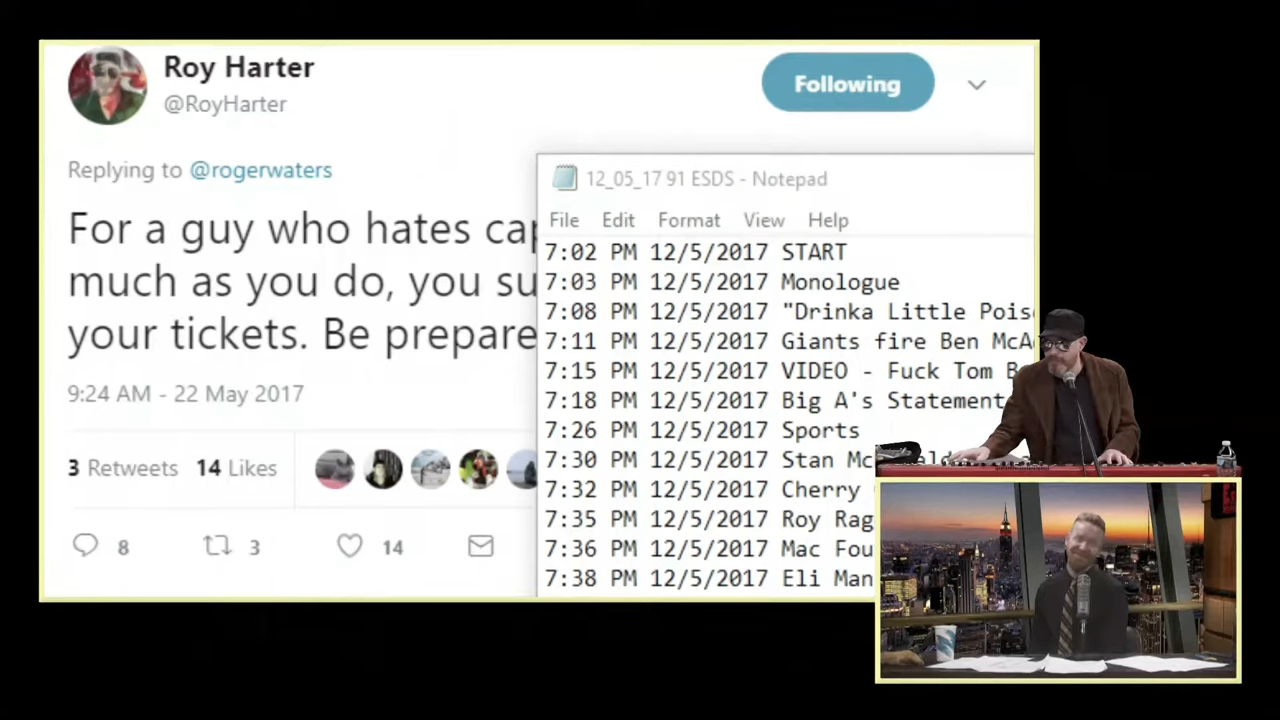 Roy Harter
@RoyHarter
Following
Replying to @rogerwaters
For a guy who hates cap
much as you do, you su
your tickets. Be prepare
9:24 AM - 22 May 2017
3 Retweets 14 Likes
8 3 14
12_05_17 91 ESDS - Notepad
File Edit Format View Help
7:02 PM 12/5/2017 START
7:03 PM 12/5/2017 Monologue
7:08 PM 12/5/2017 "Drinka Little Pois
7:11 PM 12/5/2017 Giants fire Ben McA
7:15 PM 12/5/2017 VIDEO - Fuck Tom B
7:18 PM 12/5/2017 Big A's Statement
7:26 PM 12/5/2017 Sports
7:30 PM 12/5/2017 Stan Mc
7:32 PM 12/5/2017 Cherry
7:35 PM 12/5/2017 Roy Rag
7:36 PM 12/5/2017 Mac Fou
7:38 PM 12/5/2017 Eli Man